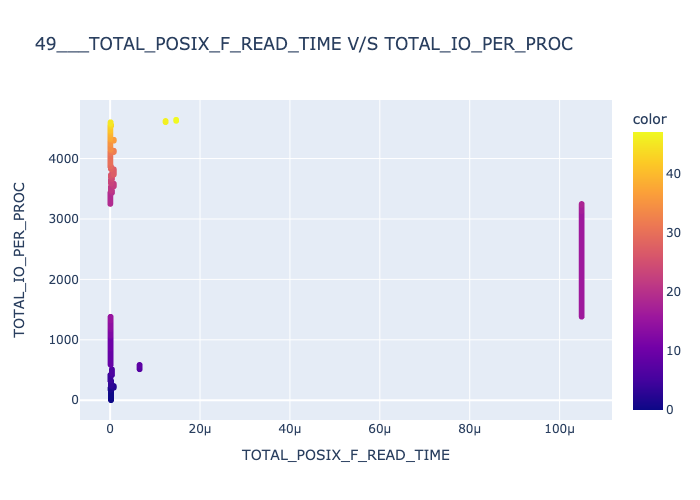 49___TOTAL_POSIX_F_READ_TIME V/S TOTAL_IO_PER_PROC
color
TOTAL_IO_PER_PROC
4000
3000
2000
1000
0
40
30
20
10
0
0
20μ
40μ
60μ
80μ
100μ
TOTAL_POSIX_F_READ_TIME